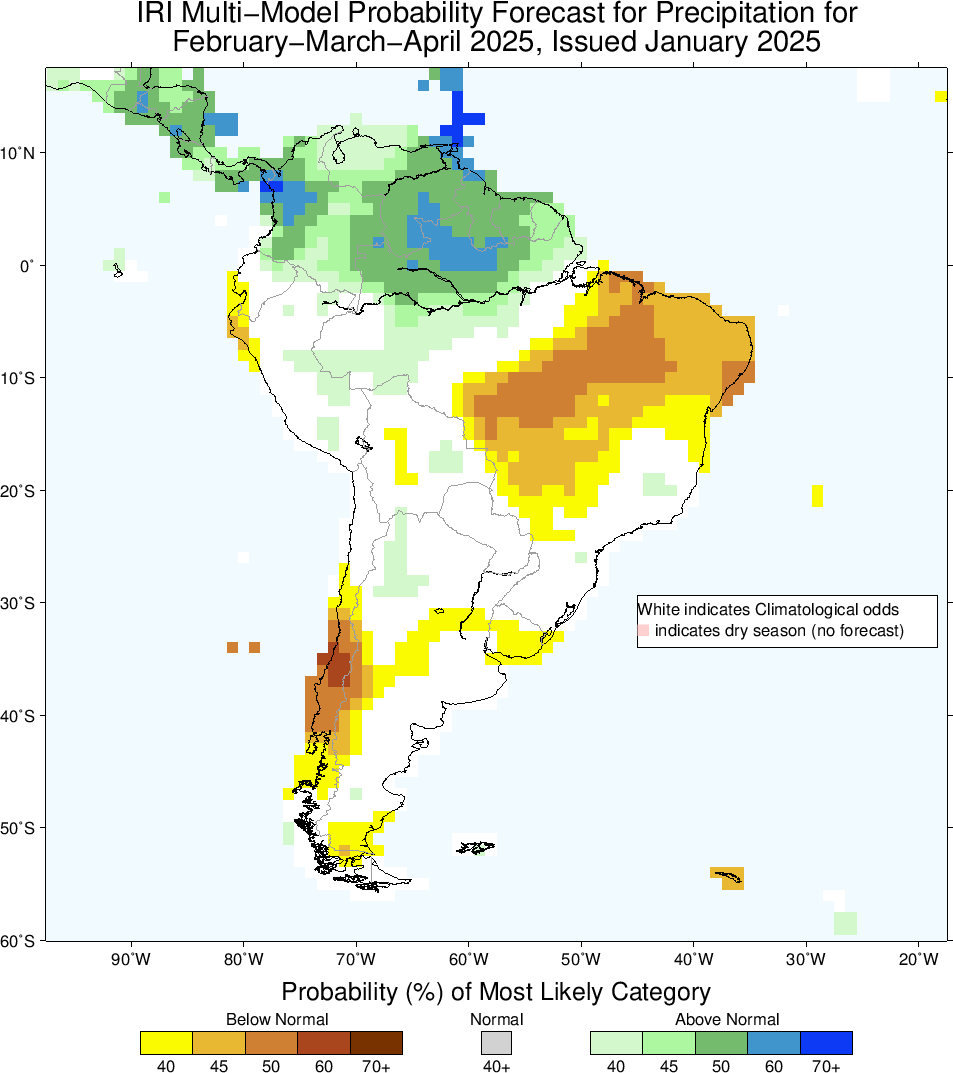 IRI Multi−Model Probability Forecast for Precipitation for
February−March−April 2025, Issued January 2025
10°N
0°
10°S
20°S
30°S
40°S
50°S
60°S
White indicates Climatological odds
indicates dry season (no forecast)
90°W 80°W 70°W 60°W 50°W 40°W 30°W 20°W
Probability (%) of Most Likely Category
Below Normal Normal Above Normal
40 45 50 60 70+ 40+ 40 45 50 60 70+